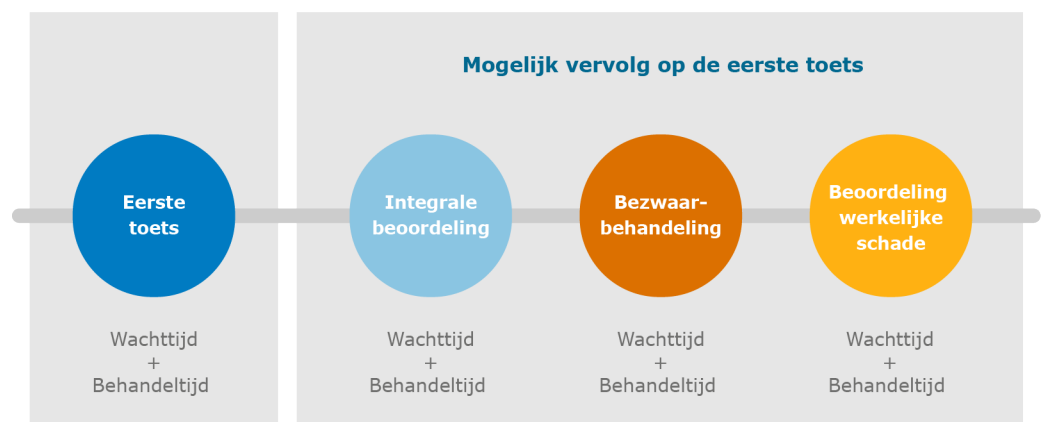 Mogelijk vervolg op de eerste toets
Eerste
toets
Integrale
beoordeling
Bezwaar-
behandeling
Beoordeling
werkelijke
schade
Wachttijd
+
Behandeltijd
Wachttijd
+
Behandeltijd
Wachttijd
+
Behandeltijd
Wachttijd
+
Behandeltijd